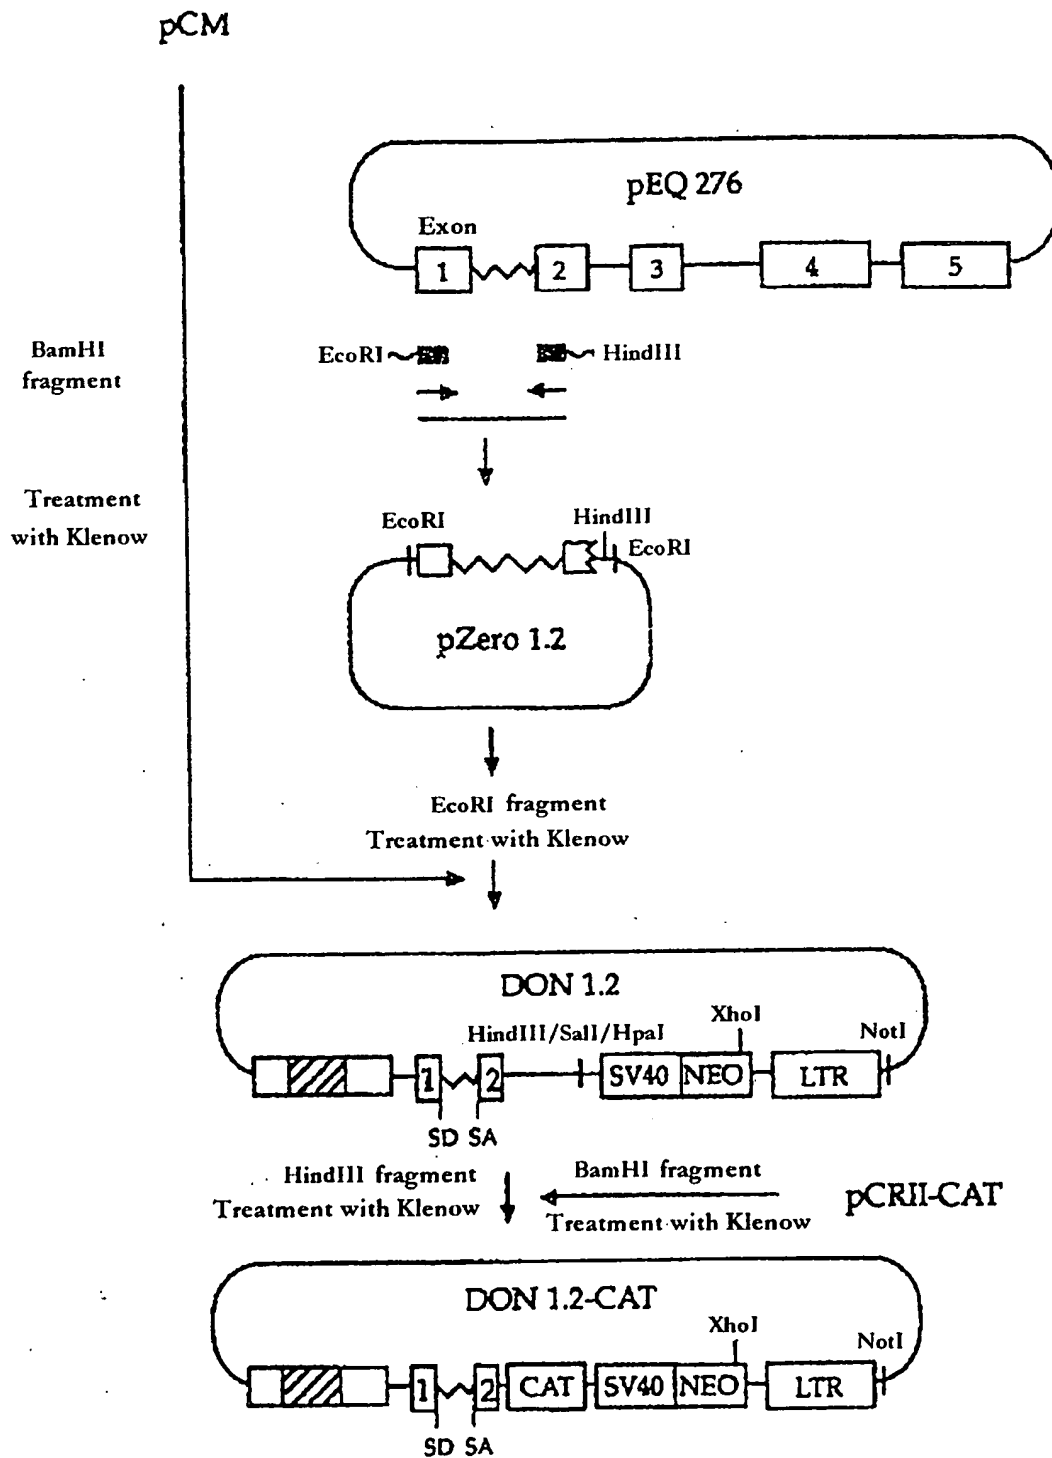 pCM
pEQ 276
Exon
1 2 3 4 5
BamHI
fragment
EcoRI HindIII
Treatment
with Klenow
EcoRI HindIII
EcoRI
pZero 1.2
EcoRI fragment
Treatment with Klenow
DON 1.2
XhoI
HindIII/SalI/HpaI NotI
1 2 SV40 NEO LTR
SD SA
HindIII fragment
Treatment with Klenow
BamHI fragment
Treatment with Klenow
pCRII-CAT
DON 1.2-CAT
XhoI
NotI
1 2 CAT SV40 NEO LTR
SD SA